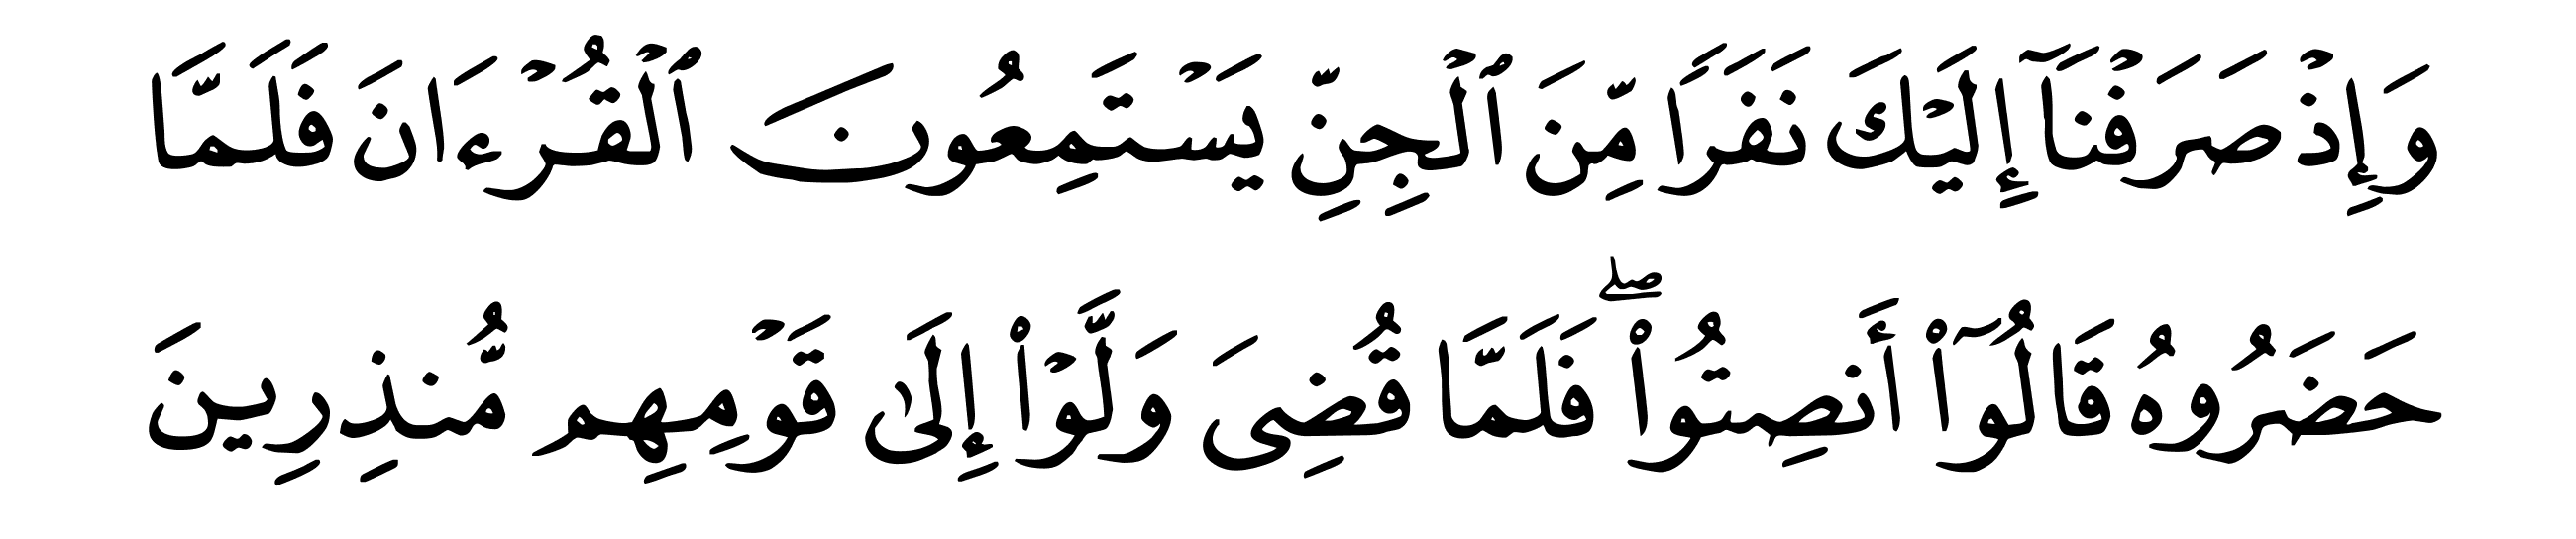 وَإِذۡ صَرَفۡنَآ إِلَيۡكَ نَفَرٗا مِّنَ ٱلۡجِنِّ يَسۡتَمِعُونَ ٱلۡقُرۡءَانَ فَلَمَّا
حَضَرُوهُ قَالُوٓاْ أَنصِتُواْۖ فَلَمَّا قُضِيَ وَلَّوۡاْ إِلَىٰ قَوۡمِهِم مُّنذِرِينَ